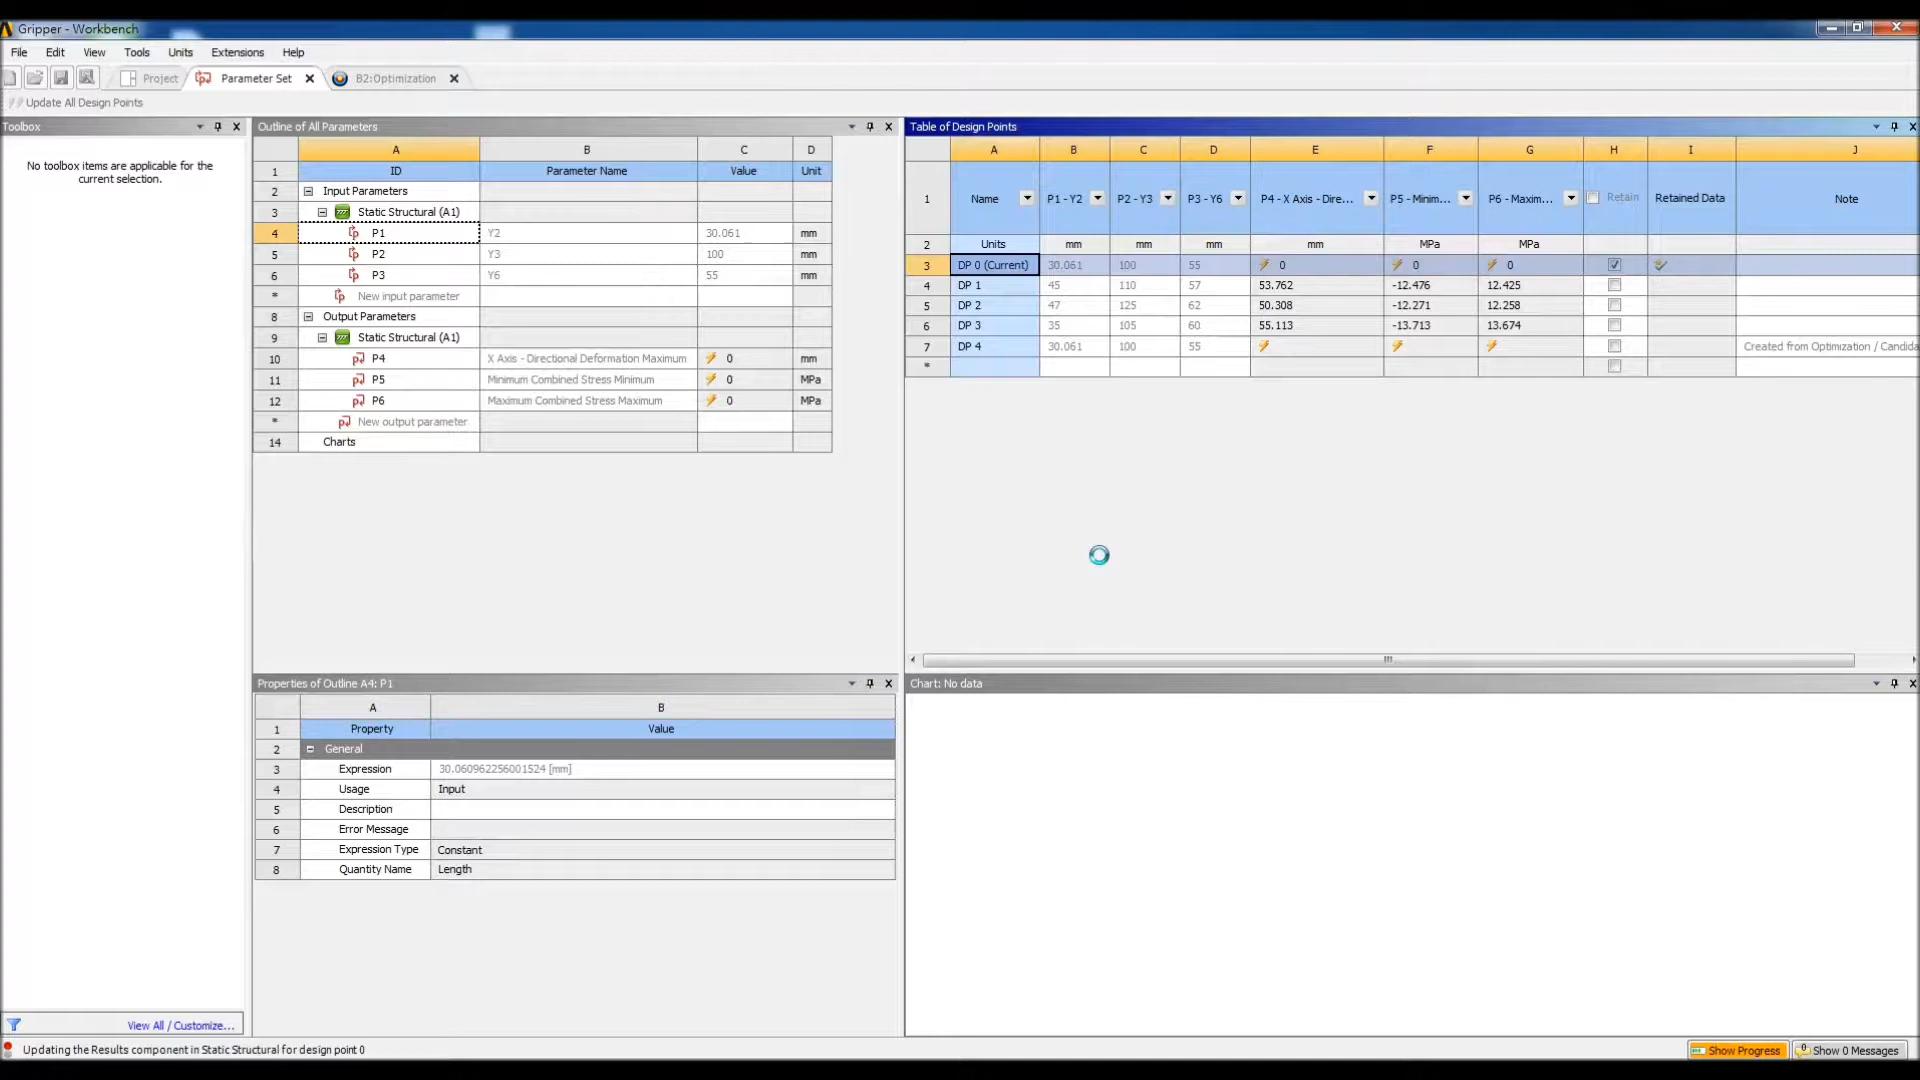 Gripper - Workbench
File Edit View Tools Units Extensions Help
Project Parameter Set B2:Optimization
Update All Design Points
Toolbox
No toolbox items are applicable for the
current selection.
View All / Customize...
Outline of All Parameters
A B C D
1 ID Parameter Name Value Unit
2 Input Parameters
3 Static Structural (A1)
4 P1 Y2 30.061 mm
5 P2 Y3 100 mm
6 P3 Y6 55 mm
* New input parameter
8 Output Parameters
9 Static Structural (A1)
10 P4 X Axis - Directional Deformation Maximum 0 mm
11 P5 Minimum Combined Stress Minimum 0 MPa
12 P6 Maximum Combined Stress Maximum 0 MPa
* New output parameter
14 Charts
Table of Design Points
A B C D E F G H I J
1 Name P1 - Y2 P2 - Y3 P3 - Y6 P4 - X Axis - Dire... P5 - Minim... P6 - Maxim... Retain Retained Data Note
2 Units mm mm mm mm MPa MPa
3 DP 0 (Current) 30.061 100 55 0 0 0
4 DP 1 45 110 57 53.762 -12.476 12.425
5 DP 2 47 125 62 50.308 -12.271 12.258
6 DP 3 35 105 60 55.113 -13.713 13.674
7 DP 4 30.061 100 55 Created from Optimization / Candida
*
Properties of Outline A4: P1
A B
1 Property Value
2 General
3 Expression 30.060962256001524 [mm]
4 Usage Input
5 Description
6 Error Message
7 Expression Type Constant
8 Quantity Name Length
Chart: No data
Updating the Results component in Static Structural for design point 0
Show Progress Show 0 Messages